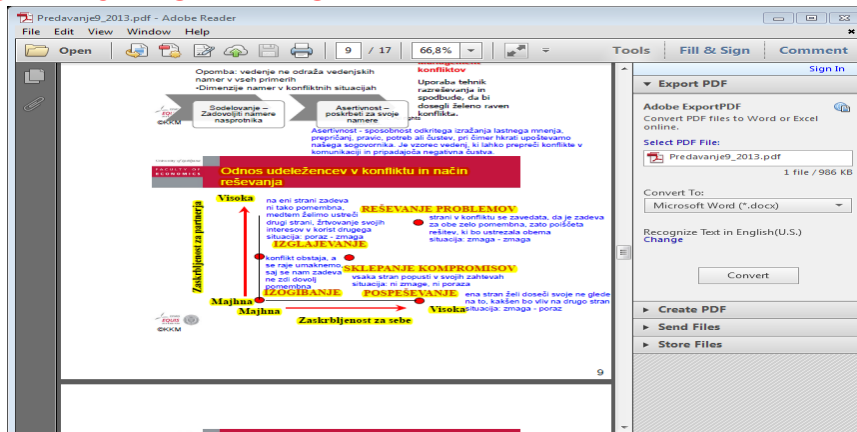 Predavanje9_2013.pdf - Adobe Reader
File Edit View Window Help
Open 9 / 17 66,8% Tools Fill & Sign Comment
Sign In
Opomba: vedenje ne odraža vedenjskih
namer v vseh primerih
•Dimenzije namer v konfliktnih situacijah
konfliktov
Uporaba tehnik
razreševanja in
spodbude, da bi
dosegli želeno raven
konflikta.
Sodelovanje –
Zadovoljiti namere
nasprotnika
Asertivnost -
poskrbeti za svoje
namere
©KKM
Asertivnost - sposobnost odkritega izražanja lastnega mnenja,
prepričanj, pravic, potreb ali čustev, pri čimer hkrati upoštevamo
našega sogovornika. Je vzorec vedenj, ki lahko prepreči konflikte v
komunikaciji in pripadajoča negativna čustva.
FACULTY OF
ECONOMICS
Odnos udeležencev v konfliktu in način
reševanja
Zaskrbljenost za partnerja
Visoka
na eni strani zadeva
ni tako pomembna,
medtem želimo ustreči
drugi strani, žrtvovanje svojih
interesov v korist drugega
situacija: poraz - zmaga
IZGLAJEVANJE
REŠEVANJE PROBLEMOV
strani v konfliktu se zavedata, da je zadeva
za obe zelo pomembna, zato poiščeta
rešitev, ki bo ustrezala obema
situacija: zmaga - zmaga
konflikt obstaja, a
se raje umaknemo,
saj se nam zadeva
ne zdi dovolj
pomembna
IZOGIBANJE
SKLEPANJE KOMPROMISOV
vsaka stran popusti v svojih zahtevah
situacija: ni zmage, ni poraza
POSPEŠEVANJE
ena stran želi doseči svoje ne glede
na to, kakšen bo vliv na drugo stran
situacija: zmaga - poraz
Majhna
Majhna
Visoka
Zaskrbljenost za sebe
EQUIS
©KKM
9
Export PDF
Adobe ExportPDF
Convert PDF files to Word or Excel
online.
Select PDF File:
Predavanje9_2013.pdf
1 file / 986 KB
Convert To:
Microsoft Word (*.docx)
Recognize Text in English(U.S.)
Change
Convert
Create PDF
Send Files
Store Files